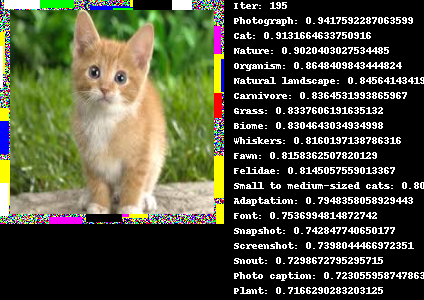 Iter: 195
Photograph: 0.9417592287063599
Cat: 0.9131664633750916
Nature: 0.9020403027534485
Organism: 0.8648409843444824
Natural landscape: 0.84564143419
Carnivore: 0.8364531993865967
Grass: 0.8337606191635132
Biome: 0.8304643034934998
Whiskers: 0.8160197138786316
Fawn: 0.8158362507820129
Felidae: 0.8145057559013367
Small to medium-sized cats: 0.80
Adaptation: 0.7948358058929443
Font: 0.7536994814872742
Snapshot: 0.742847740650177
Screenshot: 0.7398044466972351
Snout: 0.7298672795295715
Photo caption: 0.723055958747863
Plant: 0.7166290283203125